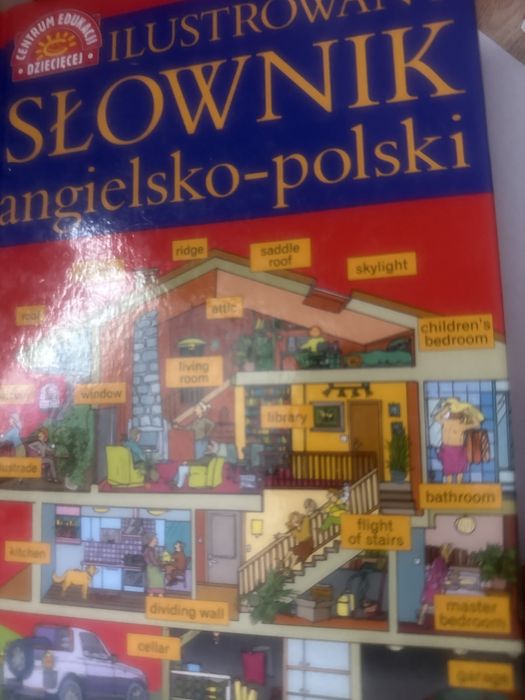 CENTRUM EDUKACJI
DZIECIĘCEJ
ILUSTROWAN
SŁOWNIK
angielsko-polski
ridge
saddle
roof
skylight
attic
children's
bedroom
living
room
window
library
bathroom
flight
of stairs
kitchen
dividing wall
master
bedroom
cellar
garage